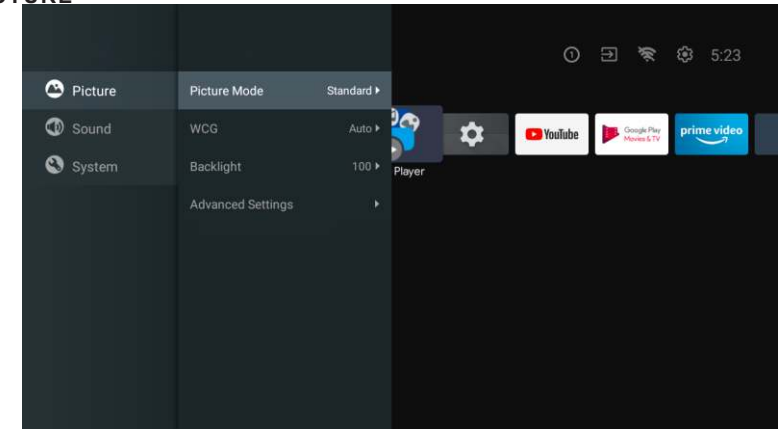 5:23
Picture
Sound
System
Picture Mode Standard
WCG Auto
Backlight 100
Advanced Settings
Player
YouTube
Google Play
Movies & TV
prime video